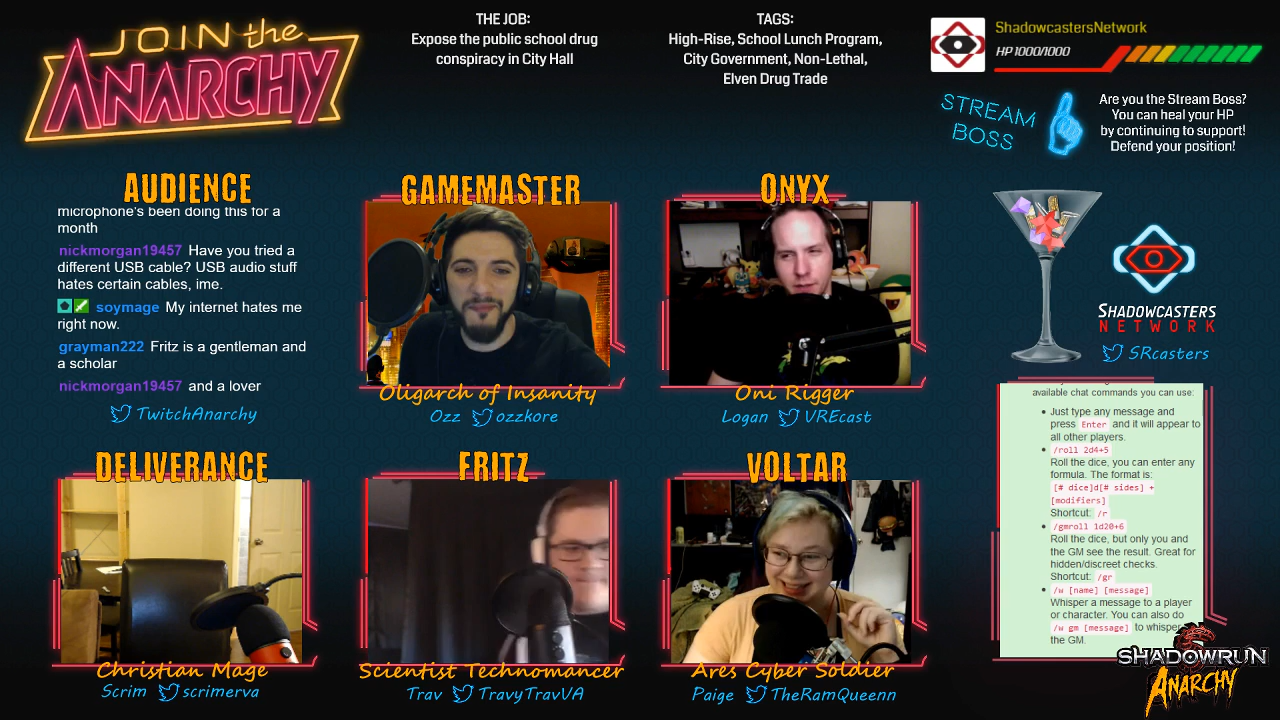 JOIN the
ANARCHY
THE JOB:
Expose the public school drug
conspiracy in City Hall
TAGS:
High-Rise, School Lunch Program,
City Government, Non-Lethal,
Elven Drug Trade
ShadowcastersNetwork
HP 1000/1000
STREAM
BOSS
Are you the Stream Boss?
You can heal your HP
by continuing to support!
Defend your position!
AUDIENCE
microphone's been doing this for a
month
nickmorgan19457 Have you tried a
different USB cable? USB audio stuff
hates certain cables, ime.
soymage My internet hates me
right now.
grayman222 Fritz is a gentleman and
a scholar
nickmorgan19457 and a lover
TwitchAnarchy
GAMEMASTER
Oligarch of Insanity
Ozz ozzkore
ONYX
Oni Rigger
Logan VREcast
SHADOWCASTERS
NETWORK
SRcasters
DELIVERANCE
Christian Mage
Scrim scrimerva
FRITZ
Scientist Technomancer
Trav TravyTravVA
VOLTAR
Ares Cyber Soldier
Paige TheRamQueenn
available chat commands you can use:
• Just type any message and
press Enter and it will appear to
all other players.
• /roll 2d4+5
Roll the dice, you can enter any
formula. The format is:
[# dice]d[# sides] +
[modifiers]
Shortcut: /r
• /gmroll 1d20+6
Roll the dice, but only you and
the GM see the result. Great for
hidden/discreet checks.
Shortcut: /gr
• /w [name] [message]
Whisper a message to a player
or character. You can also do
/w gm [message] to whisper
the GM.
SHADOWRUN
ANARCHY